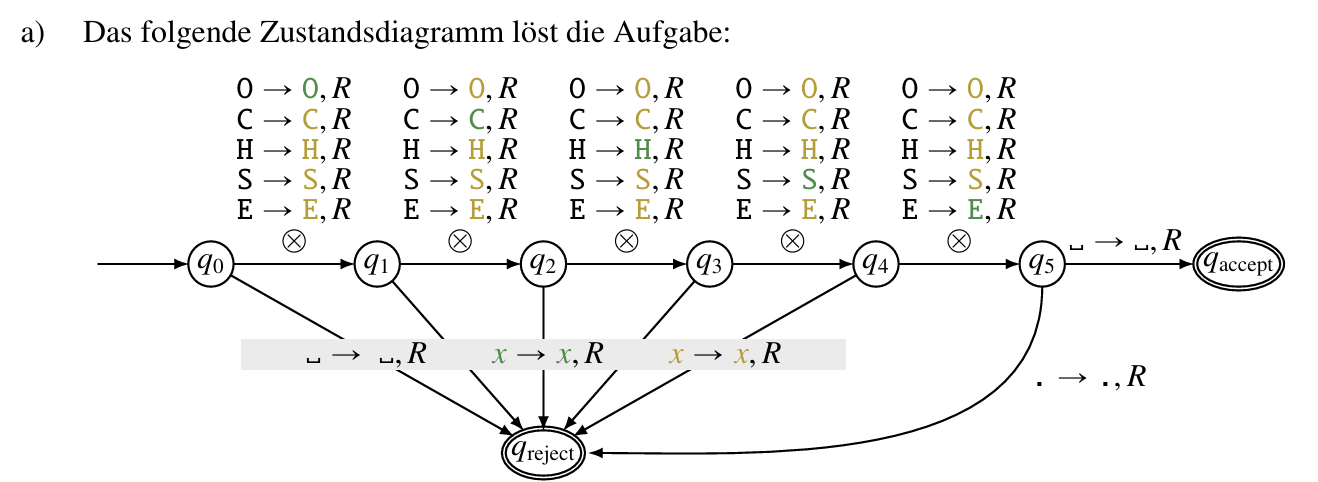 a) Das folgende Zustandsdiagramm löst die Aufgabe:
O → O, R O → O, R O → O, R O → O, R O → O, R
C → C, R C → C, R C → C, R C → C, R C → C, R
H → H, R H → H, R H → H, R H → H, R H → H, R
S → S, R S → S, R S → S, R S → S, R S → S, R
E → E, R E → E, R E → E, R E → E, R E → E, R
⊗ ⊗ ⊗ ⊗ ⊗ ␣ → ␣, R
q0 q1 q2 q3 q4 q5 qaccept
␣ → ␣, R x → x, R x → x, R
. → ., R
qreject